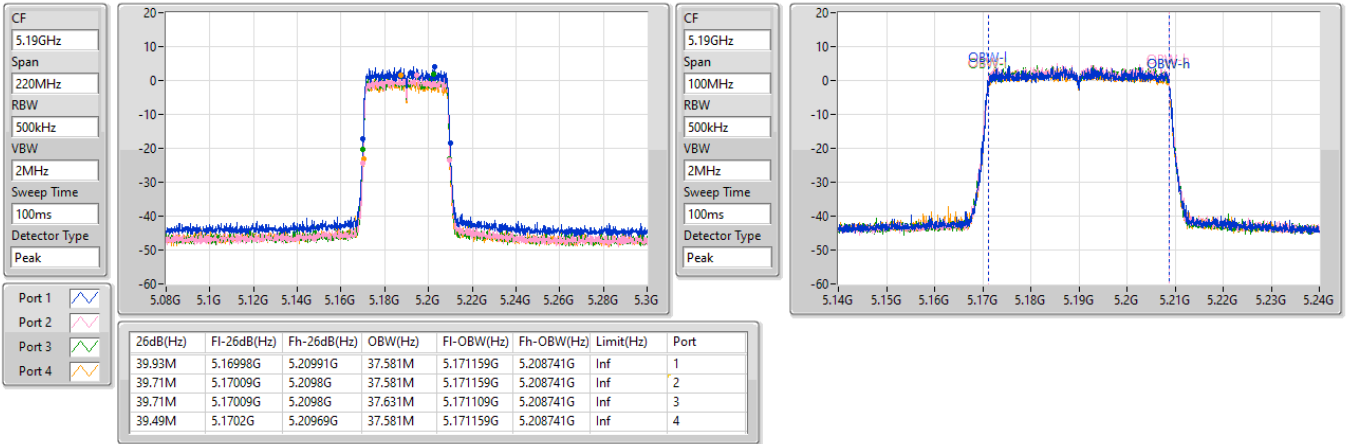 CF
5.19GHz
Span
220MHz
RBW
500kHz
VBW
2MHz
Sweep Time
100ms
Detector Type
Peak
20
10
0
-10
-20
-30
-40
-50
-60
5.08G 5.1G 5.12G 5.14G 5.16G 5.18G 5.2G 5.22G 5.24G 5.26G 5.28G 5.3G
CF
5.19GHz
Span
100MHz
RBW
500kHz
VBW
2MHz
Sweep Time
100ms
Detector Type
Peak
20
10
0
-10
-20
-30
-40
-50
-60
OBW-l
OBW-h
5.14G 5.15G 5.16G 5.17G 5.18G 5.19G 5.2G 5.21G 5.22G 5.23G 5.24G
Port 1
Port 2
Port 3
Port 4
26dB(Hz) Fl-26dB(Hz) Fh-26dB(Hz) OBW(Hz) Fl-OBW(Hz) Fh-OBW(Hz) Limit(Hz) Port
39.93M 5.16998G 5.20991G 37.581M 5.171159G 5.208741G Inf 1
39.71M 5.17009G 5.2098G 37.581M 5.171159G 5.208741G Inf 2
39.71M 5.17009G 5.2098G 37.631M 5.171109G 5.208741G Inf 3
39.49M 5.1702G 5.20969G 37.581M 5.171159G 5.208741G Inf 4